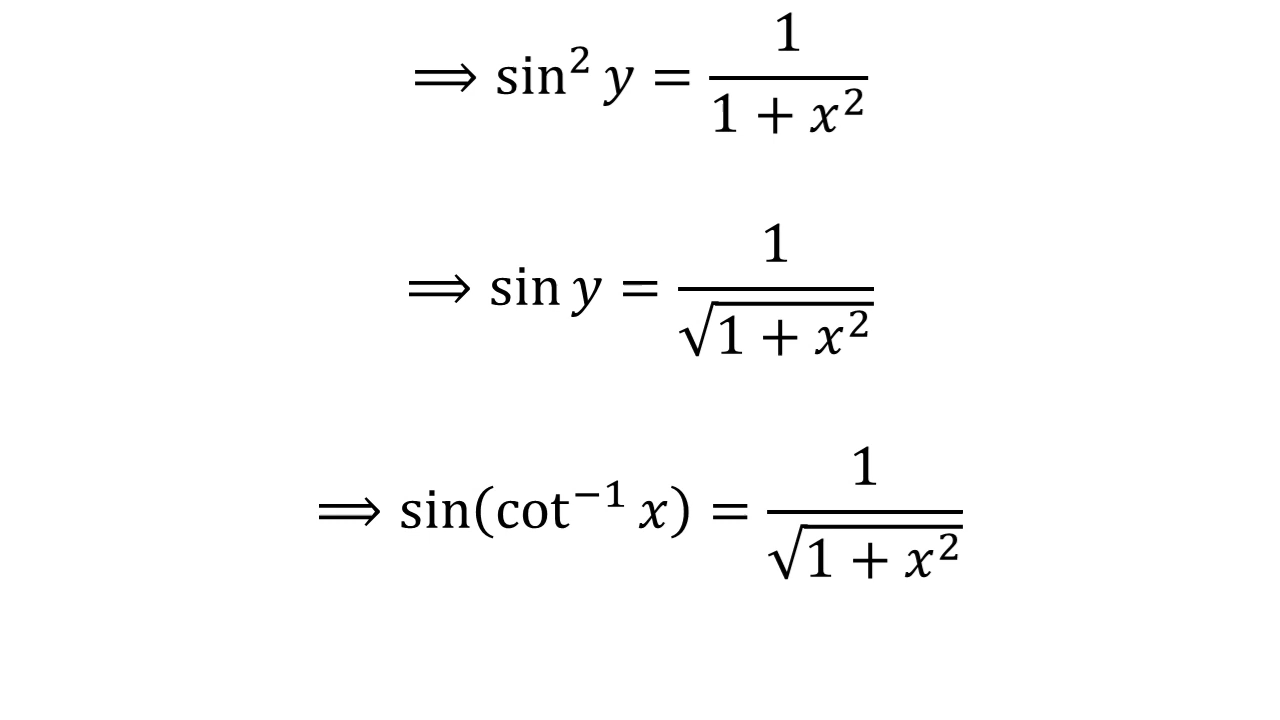 ⟹ sin² y = 1/(1 + x²)
⟹ sin y = 1/√(1 + x²)
⟹ sin(cot⁻¹ x) = 1/√(1 + x²)